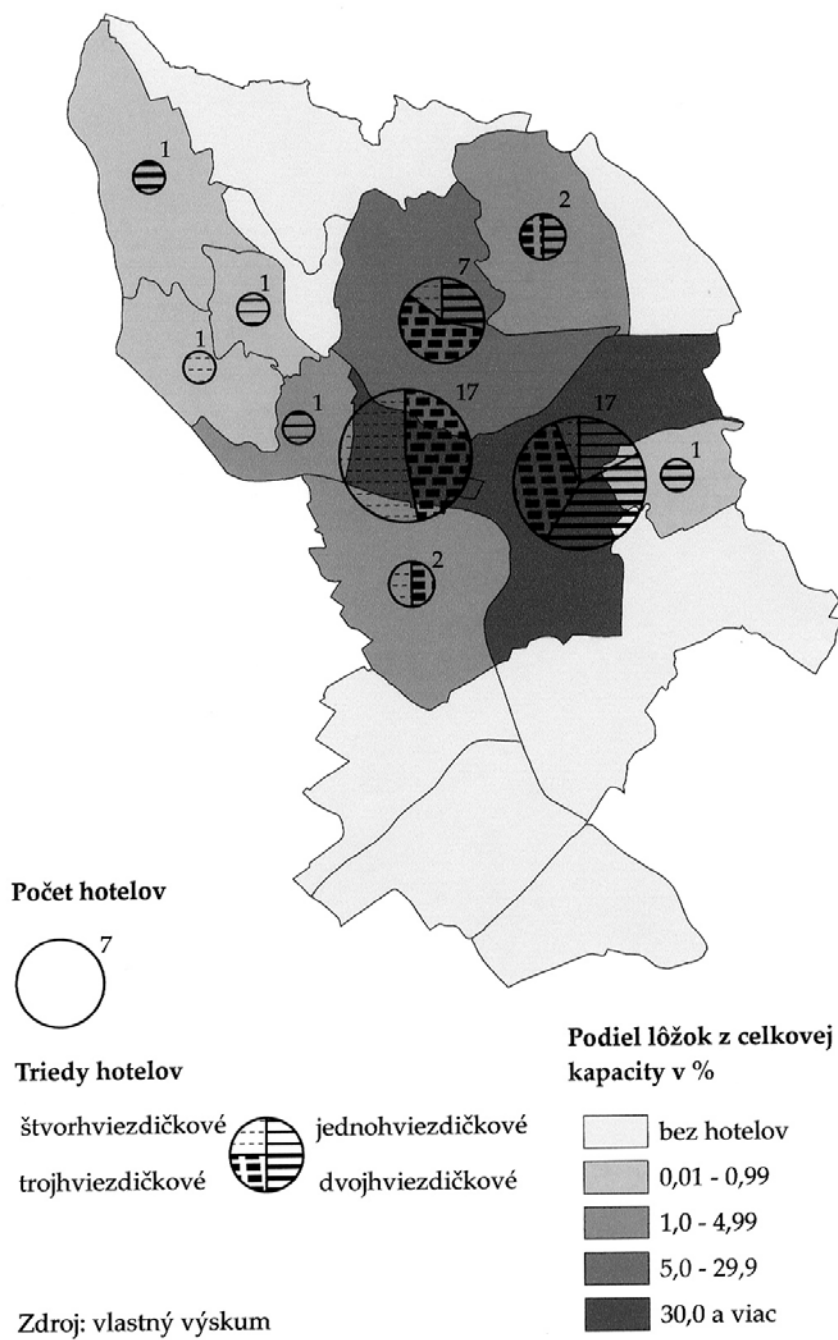 1
2
7
1
1
1
17
17
1
2
Počet hotelov
7
Triedy hotelov
štvorhviezdičkové
jednohviezdičkové
trojhviezdičkové
dvojhviezdičkové
Zdroj: vlastný výskum
Podiel lôžok z celkovej
kapacity v %
bez hotelov
0,01 - 0,99
1,0 - 4,99
5,0 - 29,9
30,0 a viac